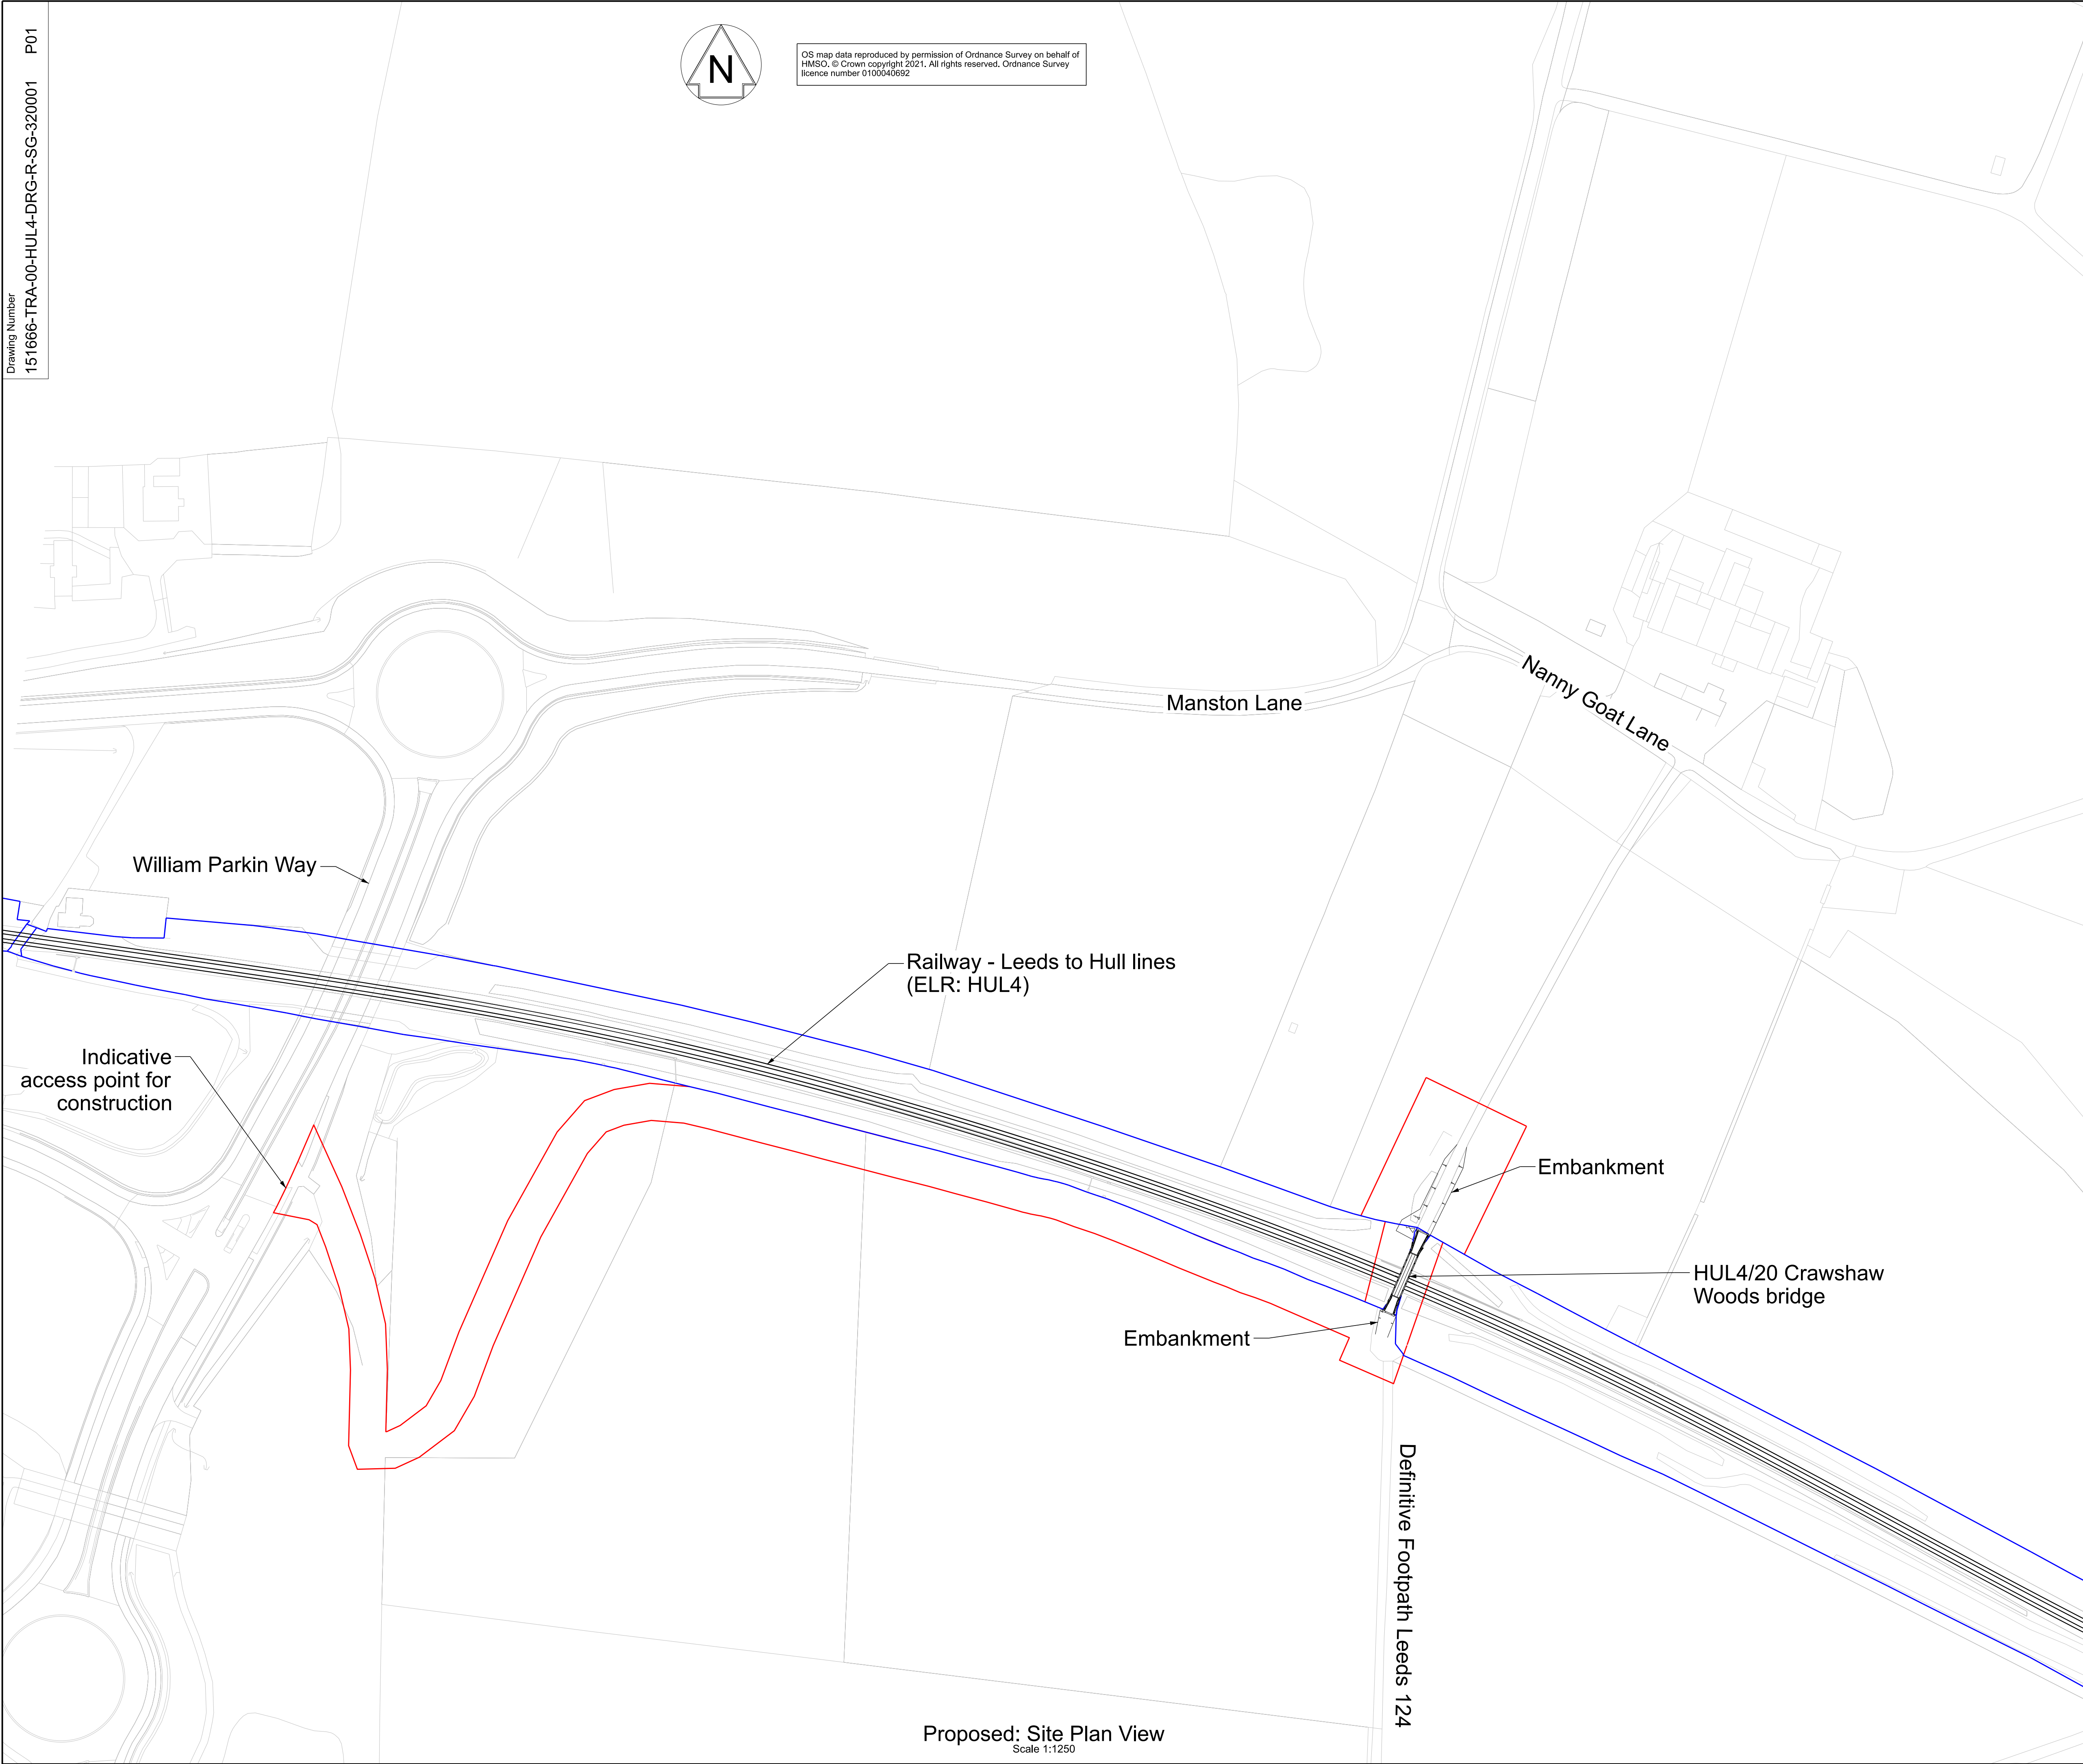 Drawing Number
151666-TRA-00-HUL4-DRG-R-SG-320001 P01
N
OS map data reproduced by permission of Ordnance Survey on behalf of
HMSO. © Crown copyright 2021. All rights reserved. Ordnance Survey
licence number 0100040692
Manston Lane
Nanny Goat Lane
William Parkin Way
Railway - Leeds to Hull lines
(ELR: HUL4)
Indicative
access point for
construction
Embankment
HUL4/20 Crawshaw
Woods bridge
Embankment
Definitive Footpath Leeds 124
Proposed: Site Plan View
Scale 1:1250